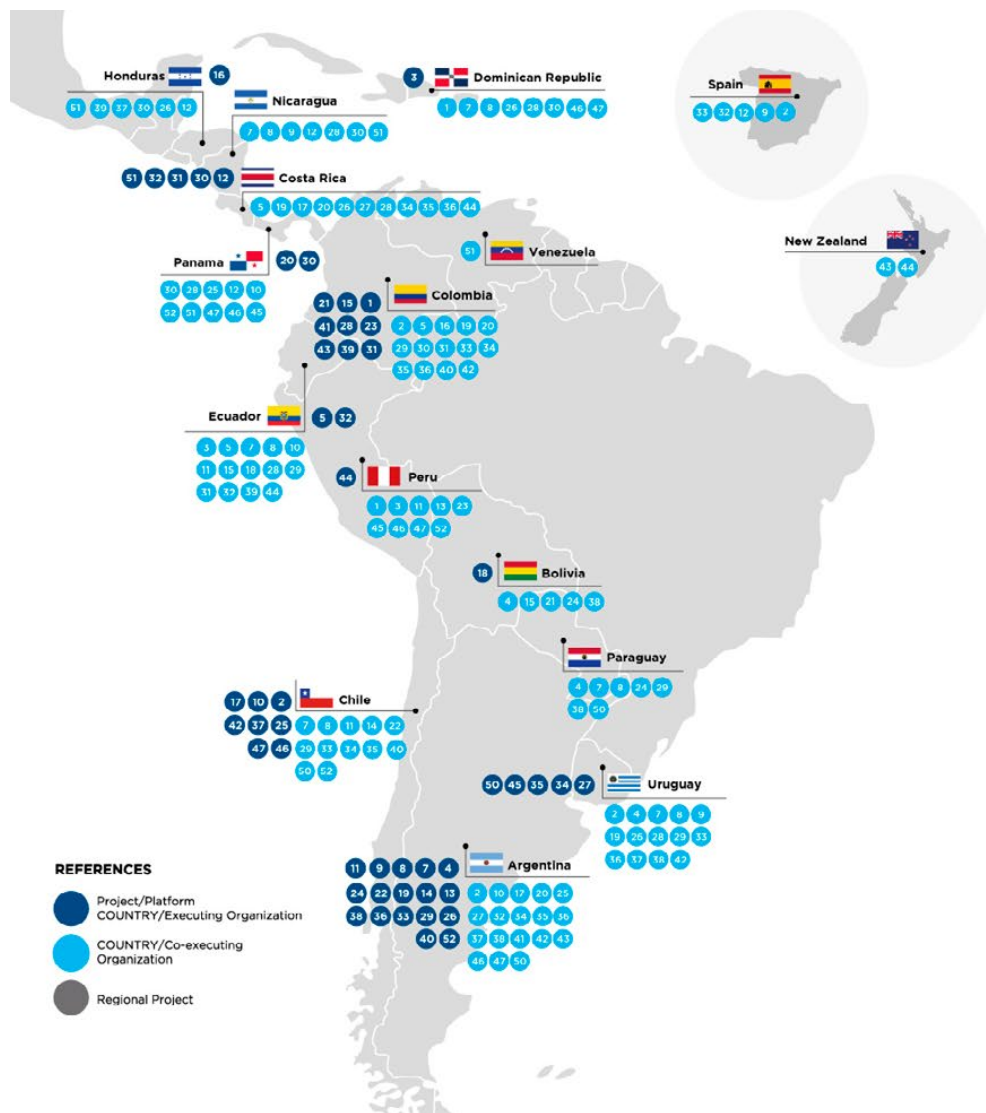 Honduras 16
51 39 37 30 26 12
Nicaragua
7 8 9 12 28 30 51
3 Dominican Republic
1 7 8 26 28 30 46 47
Spain
33 32 12 9 2
51 32 31 30 12 Costa Rica
5 19 17 20 26 27 28 34 35 36 44
New Zealand
43 44
Panama 20 30
30 28 25 12 10
52 51 47 46 45
51 Venezuela
Colombia
21 15 1
41 28 23
43 39 31
2 5 16 19 20
29 30 31 33 34
35 36 40 42
Ecuador 5 32
3 5 7 8 10
11 15 18 28 29
31 32 39 44
44 Peru
1 3 11 13 23
45 46 47 52
18 Bolivia
4 15 21 24 38
Paraguay
4 7 8 24 29
38 50
Chile
17 10 2
42 37 25
47 46
7 8 11 14 22
29 33 34 35 40
50 52
50 45 35 34 27 Uruguay
2 4 7 8 9
19 26 28 29 33
36 37 38 42
Argentina
11 9 8 7 4
24 22 19 14 13
38 36 33 29 26
40 52
2 10 17 20 25
27 32 34 35 36
37 38 41 42 43
46 47 50
REFERENCES
Project/Platform
COUNTRY/Executing Organization
COUNTRY/Co-executing
Organization
Regional Project